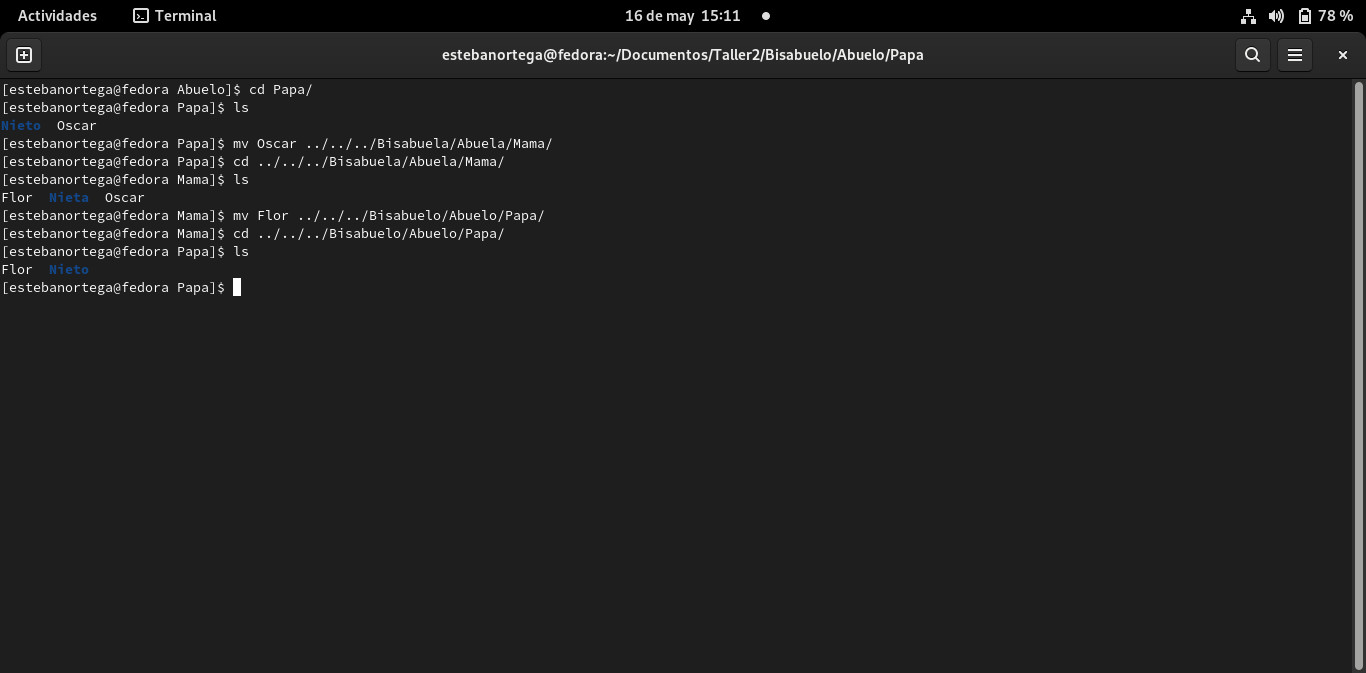 Actividades Terminal 16 de may 15:11 78 %
estebanortega@fedora:~/Documentos/Taller2/Bisabuelo/Abuelo/Papa
[estebanortega@fedora Abuelo]$ cd Papa/
[estebanortega@fedora Papa]$ ls
Nieto  Oscar
[estebanortega@fedora Papa]$ mv Oscar ../../../Bisabuela/Abuela/Mama/
[estebanortega@fedora Papa]$ cd ../../../Bisabuela/Abuela/Mama/
[estebanortega@fedora Mama]$ ls
Flor  Nieta  Oscar
[estebanortega@fedora Mama]$ mv Flor ../../../Bisabuelo/Abuelo/Papa/
[estebanortega@fedora Mama]$ cd ../../../Bisabuelo/Abuelo/Papa/
[estebanortega@fedora Papa]$ ls
Flor  Nieto
[estebanortega@fedora Papa]$